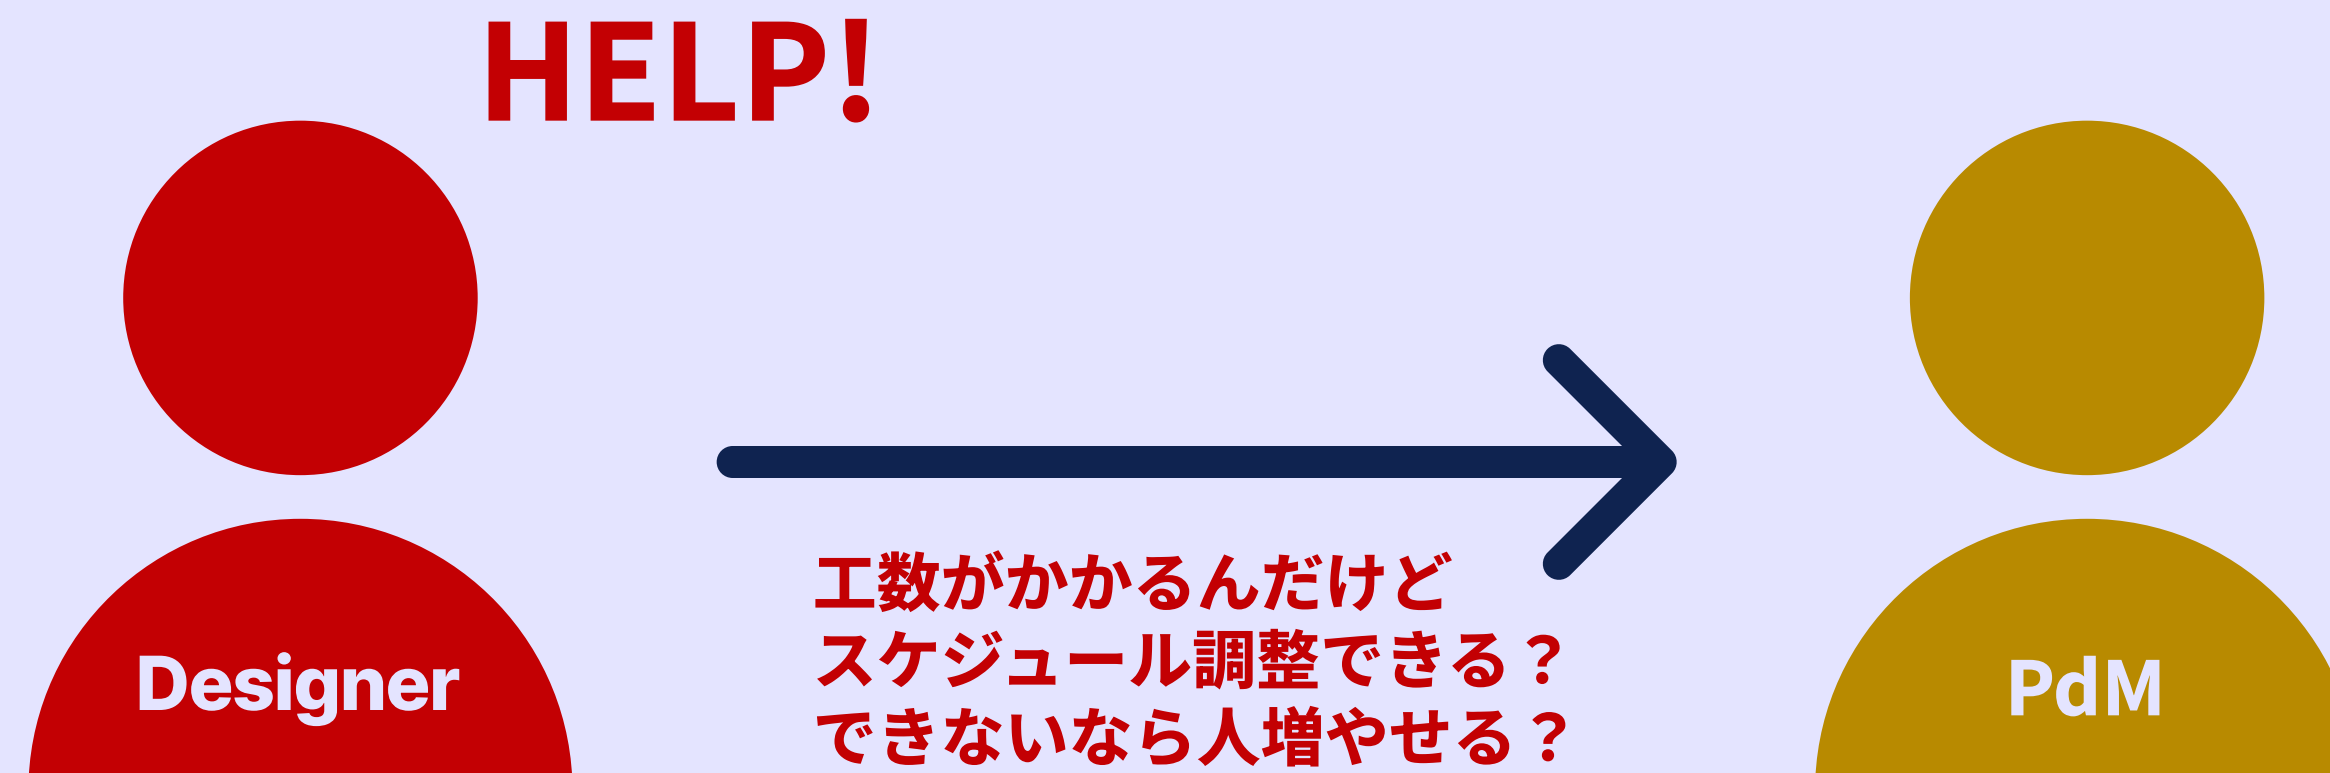 HELP!
Designer
工数がかかるんだけど
スケジュール調整できる？
できないなら人増やせる？
PdM